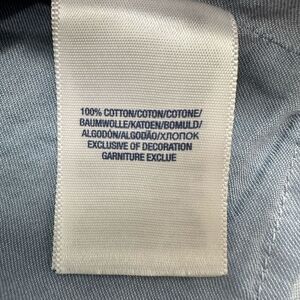 100% COTTON/COTON/COTONE/
BAUMWOLLE/KATOEN/BOMULD/
ALGODÓN/ALGODÃO/ХЛОПОК
EXCLUSIVE OF DECORATION
GARNITURE EXCLUE